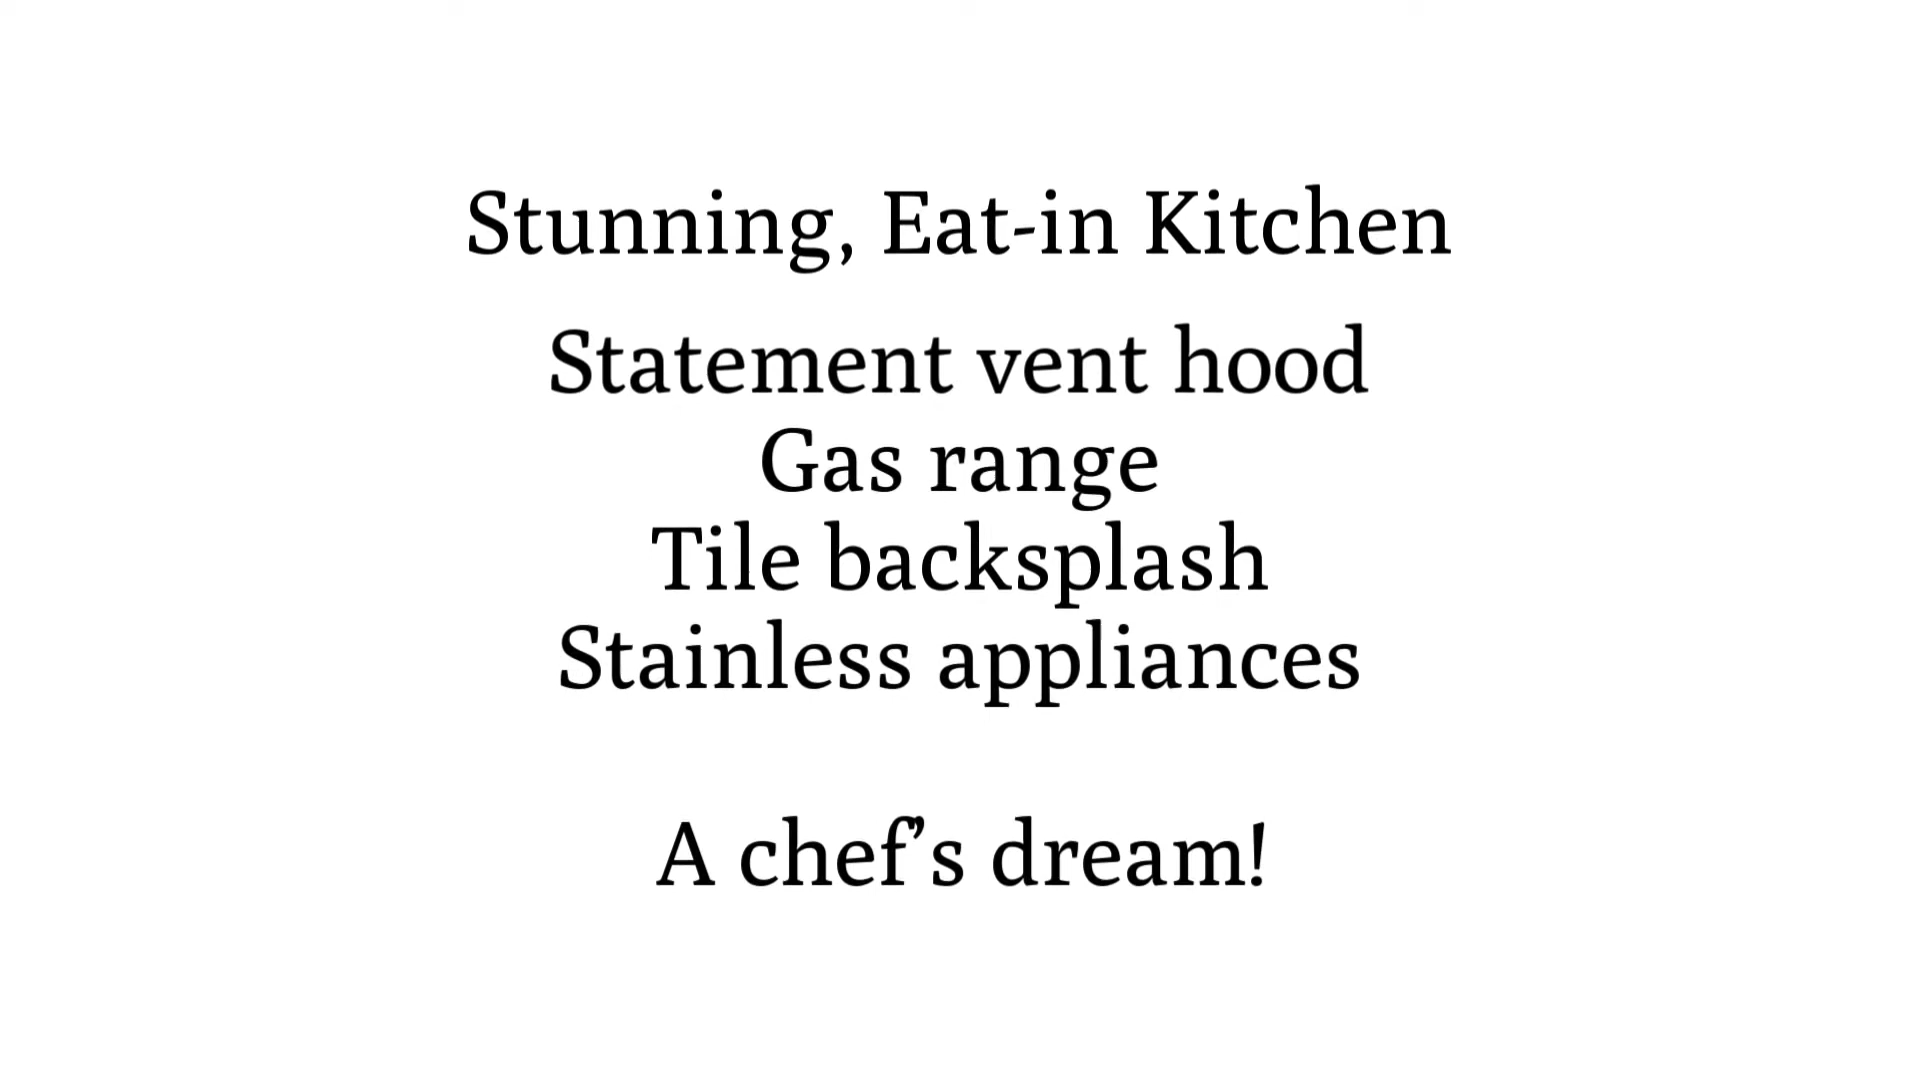 Stunning, Eat-in Kitchen
Statement vent hood
Gas range
Tile backsplash
Stainless appliances
A chef’s dream!